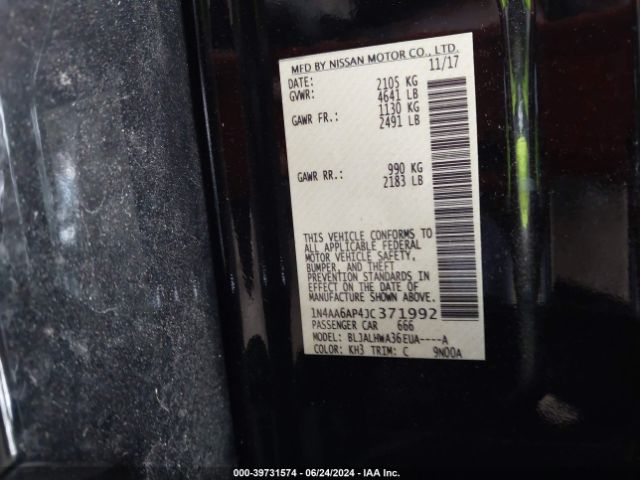 MFD BY NISSAN MOTOR CO., LTD.
DATE: 11/17
GVWR: 2105 KG
4641 LB
GAWR FR.: 1130 KG
2491 LB
GAWR RR.: 990 KG
2183 LB
THIS VEHICLE CONFORMS TO
ALL APPLICABLE FEDERAL
MOTOR VEHICLE SAFETY,
BUMPER, AND THEFT
PREVENTION STANDARDS IN
EFFECT ON THE DATE OF
MANUFACTURE SHOWN ABOVE.
1N4AA6AP4JC371992
PASSENGER CAR 666
MODEL: BLJALHWA36EUA----A
COLOR: KH3 TRIM: C 9N00A
000-39731574 - 06/24/2024 - IAA Inc.